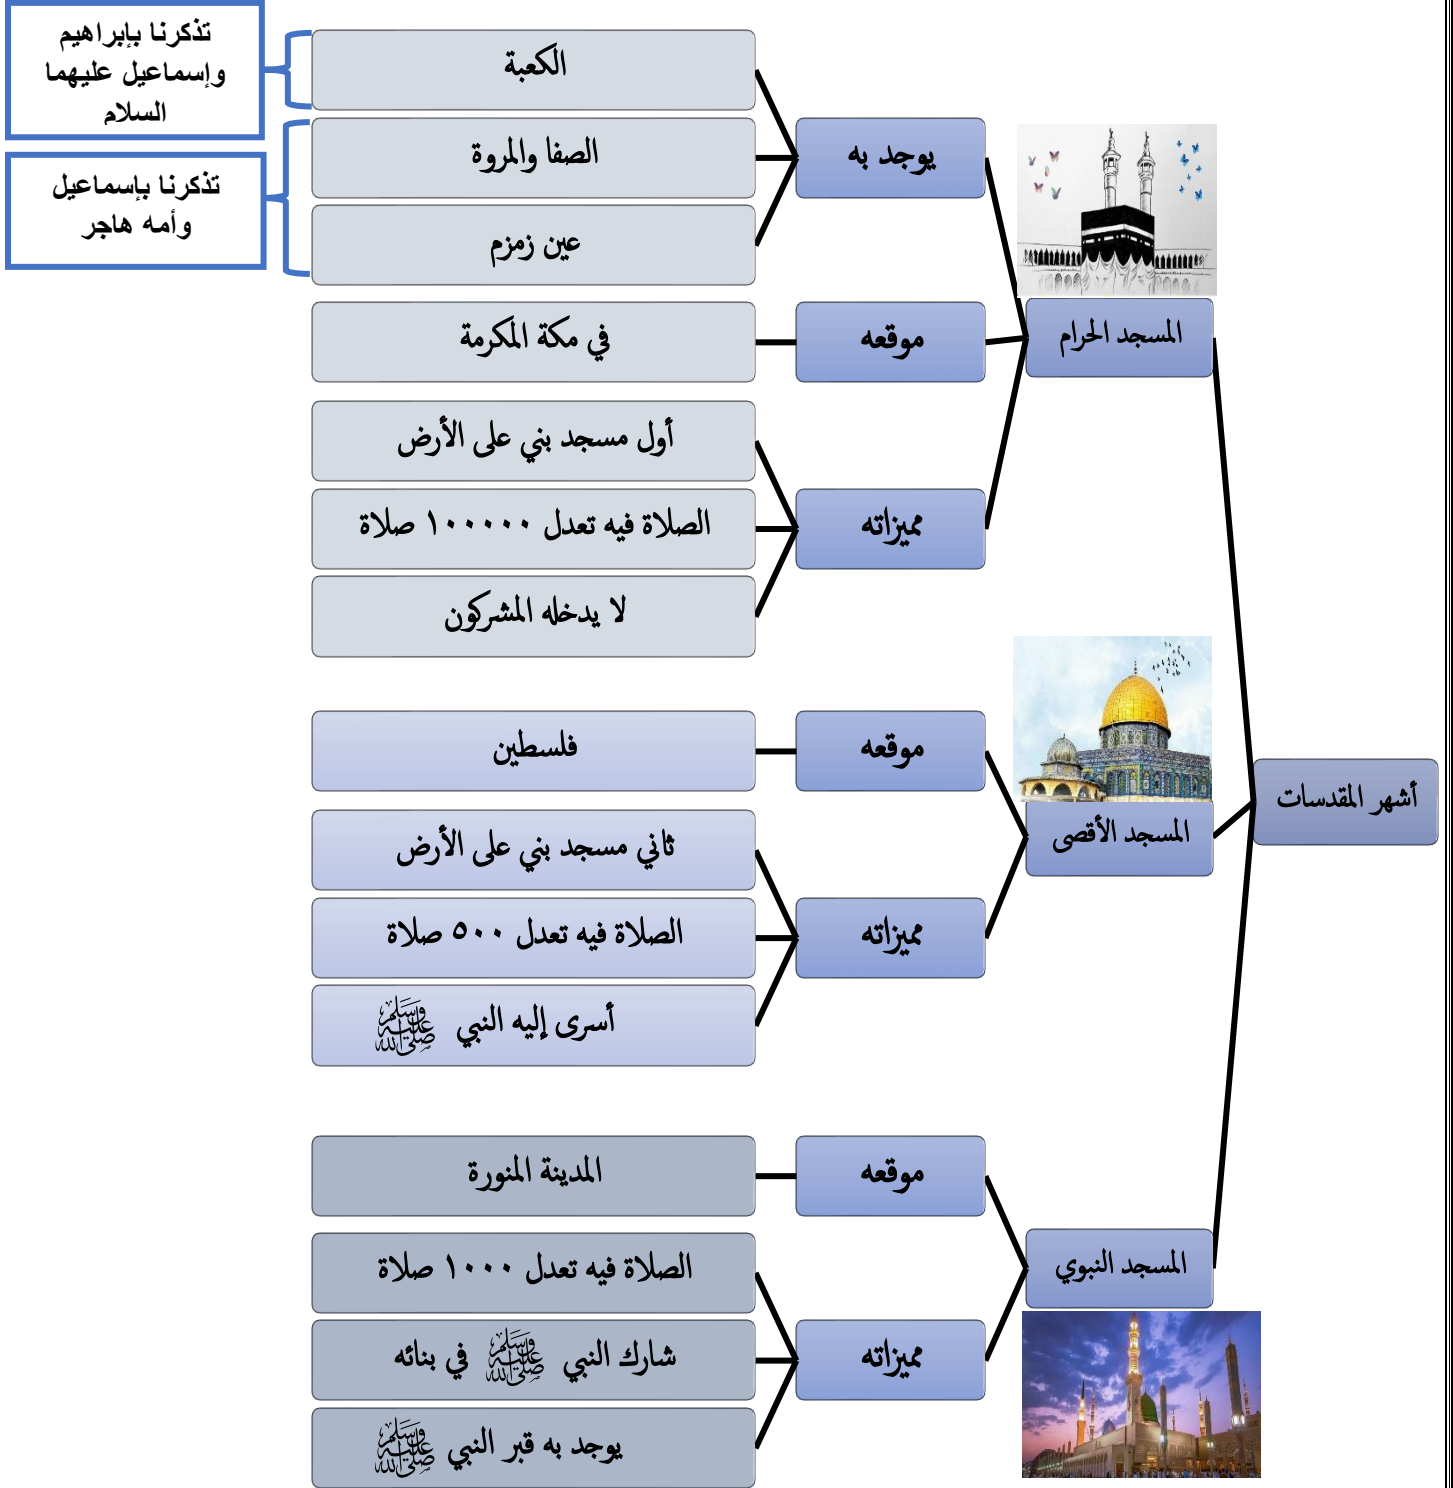 أشهر المقدسات
المسجد الحرام
يوجد به
الكعبة
تذكرنا بإبراهيم
وإسماعيل عليهما
السلام
الصفا والمروة
عين زمزم
تذكرنا بإسماعيل
وأمه هاجر
موقعه
في مكة المكرمة
مميزاته
أول مسجد بني على الأرض
الصلاة فيه تعدل ١٠٠٠٠٠ صلاة
لا يدخله المشركون
المسجد الأقصى
موقعه
فلسطين
مميزاته
ثاني مسجد بني على الأرض
الصلاة فيه تعدل ٥٠٠ صلاة
أسرى إليه النبي ﷺ
المسجد النبوي
موقعه
المدينة المنورة
مميزاته
الصلاة فيه تعدل ١٠٠٠ صلاة
شارك النبي ﷺ في بنائه
يوجد به قبر النبي ﷺ